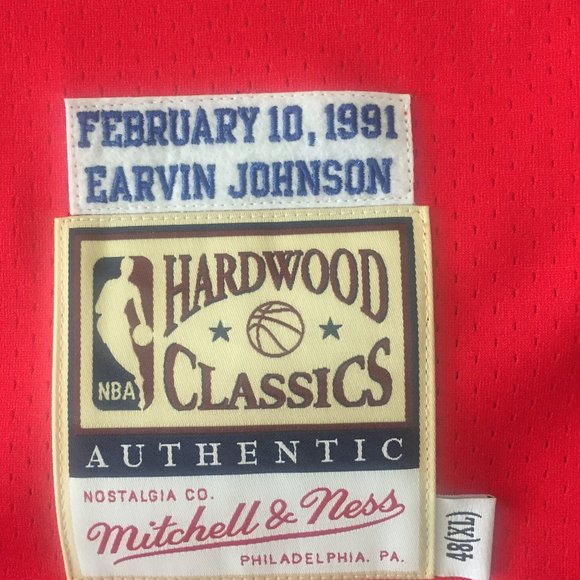 FEBRUARY 10, 1991
EARVIN JOHNSON
HARDWOOD
CLASSICS
NBA
AUTHENTIC
NOSTALGIA CO.
Mitchell & Ness
PHILADELPHIA. PA.
48(XL)